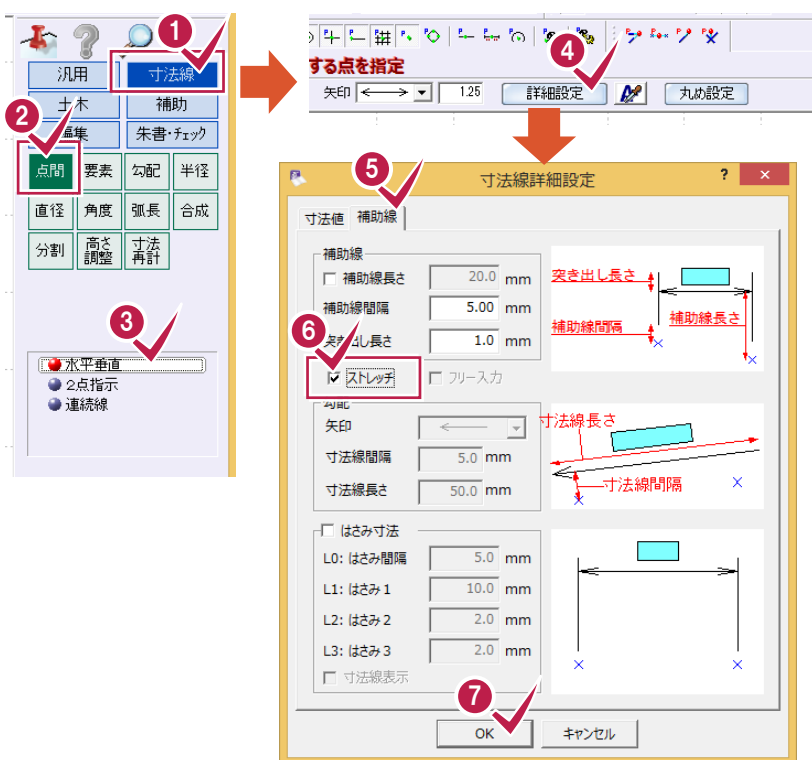 1
汎用 寸法線
土木 補助
2
編集 朱書・チェック
点間 要素 勾配 半径
直径 角度 弧長 合成
分割 高さ調整 寸法再計
3
水平垂直
2点指示
連続線
する点を指定
4
矢印 1.25 詳細設定 丸め設定
5
寸法線詳細設定 ? ×
寸法値 補助線
補助線
補助線長さ 20.0 mm
補助線間隔 5.00 mm
6
突き出し長さ 1.0 mm
ストレッチ フリー入力
勾配
矢印
寸法線間隔 5.0 mm
寸法線長さ 50.0 mm
はさみ寸法
L0: はさみ間隔 5.0 mm
L1: はさみ1 10.0 mm
L2: はさみ2 2.0 mm
L3: はさみ3 2.0 mm
寸法線表示
突き出し長さ
補助線間隔
補助線長さ
寸法線長さ
寸法線間隔
7
OK キャンセル